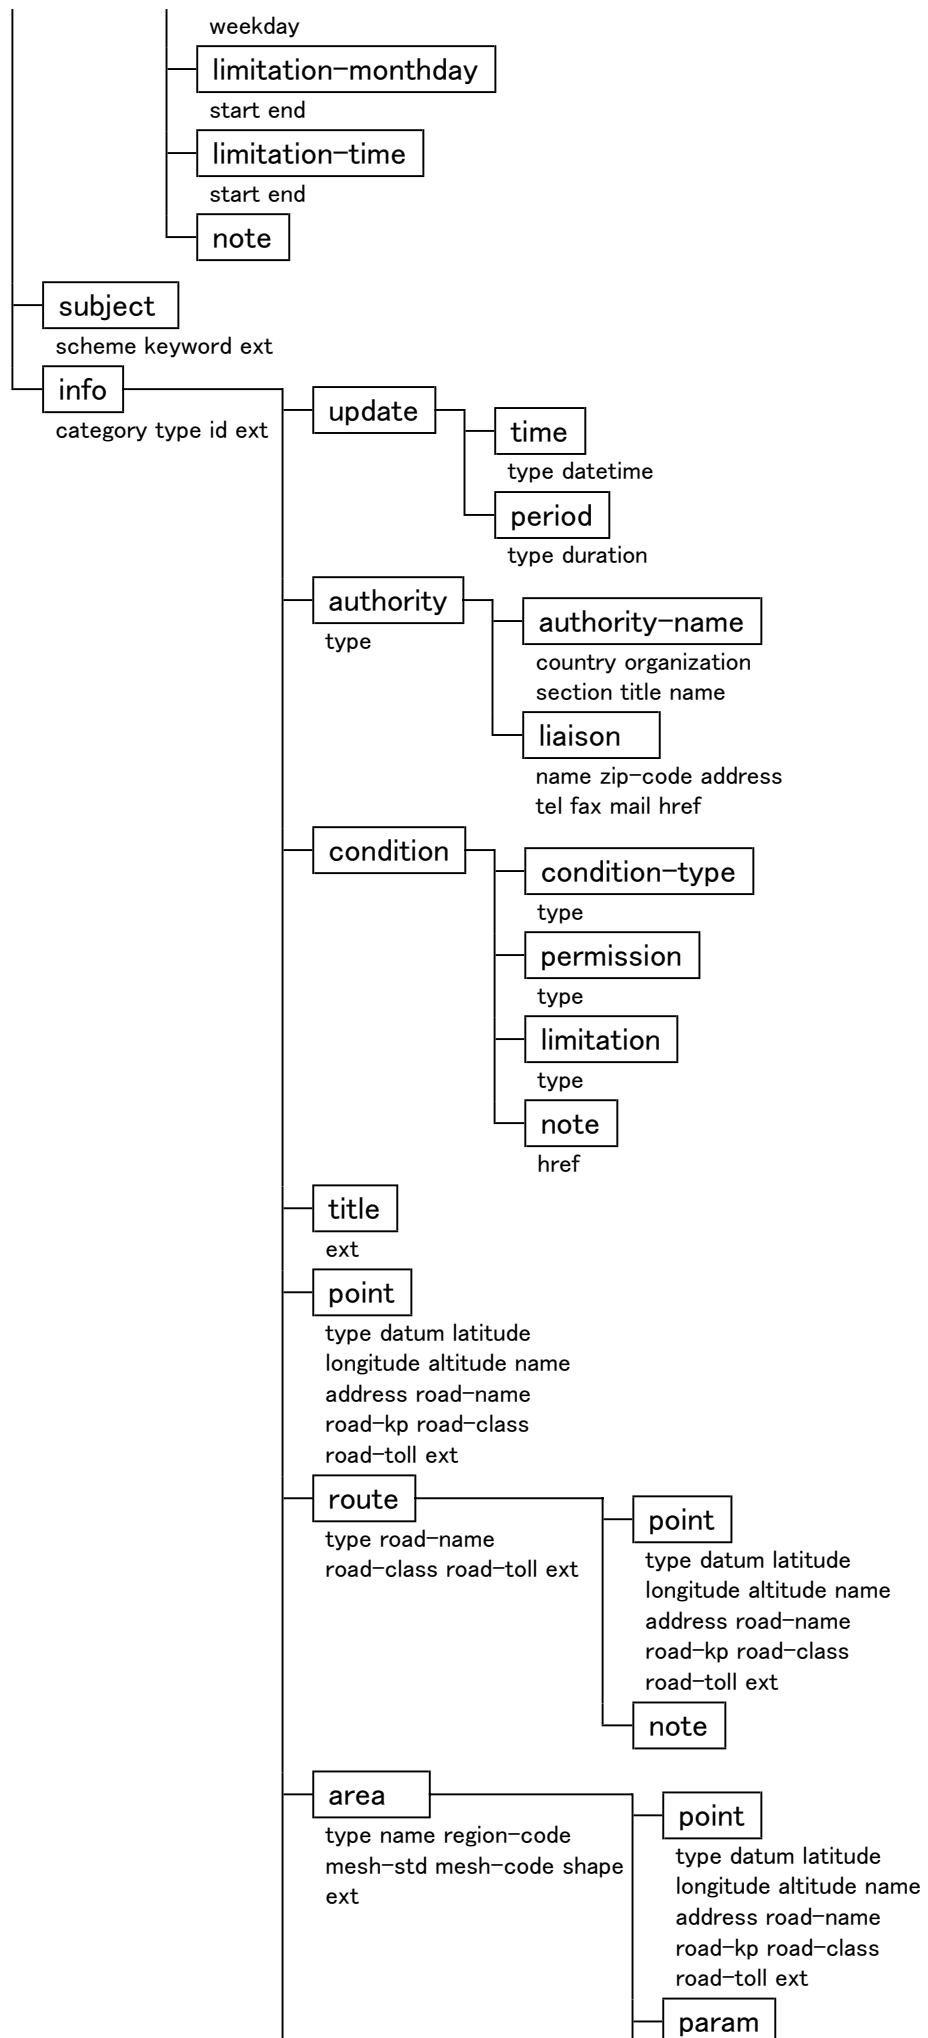 weekday
limitation-monthday
start end
limitation-time
start end
note
subject
scheme keyword ext
info
category type id ext
update
time
type datetime
period
type duration
authority
type
authority-name
country organization
section title name
liaison
name zip-code address
tel fax mail href
condition
condition-type
type
permission
type
limitation
type
note
href
title
ext
point
type datum latitude
longitude altitude name
address road-name
road-kp road-class
road-toll ext
route
type road-name
road-class road-toll ext
point
type datum latitude
longitude altitude name
address road-name
road-kp road-class
road-toll ext
note
area
type name region-code
mesh-std mesh-code shape
ext
point
type datum latitude
longitude altitude name
address road-name
road-kp road-class
road-toll ext
param